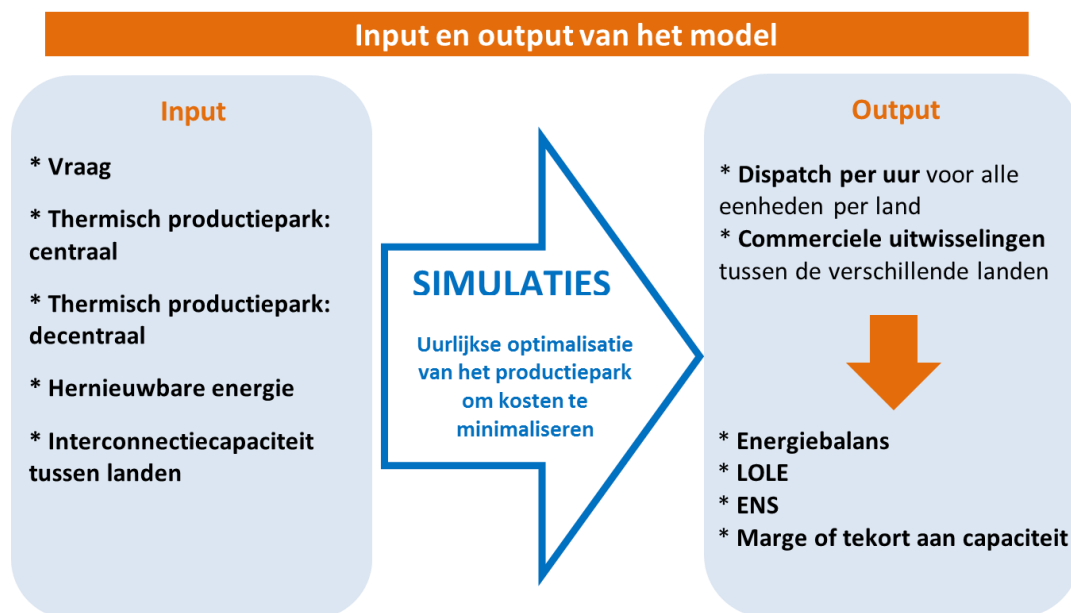 Input en output van het model
Input
* Vraag
* Thermisch productiepark:
centraal
* Thermisch productiepark:
decentraal
* Hernieuwbare energie
* Interconnectiecapaciteit
tussen landen
SIMULATIES
Uurlijkse optimalisatie
van het productiepark
om kosten te
minimaliseren
Output
* Dispatch per uur voor alle
eenheden per land
* Commerciele uitwisselingen
tussen de verschillende landen
* Energiebalans
* LOLE
* ENS
* Marge of tekort aan capaciteit